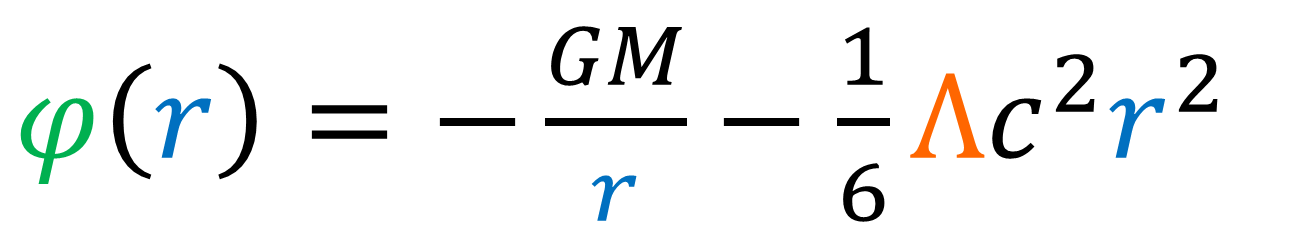 φ(r) = − GM/r − 1/6 Λc²r²